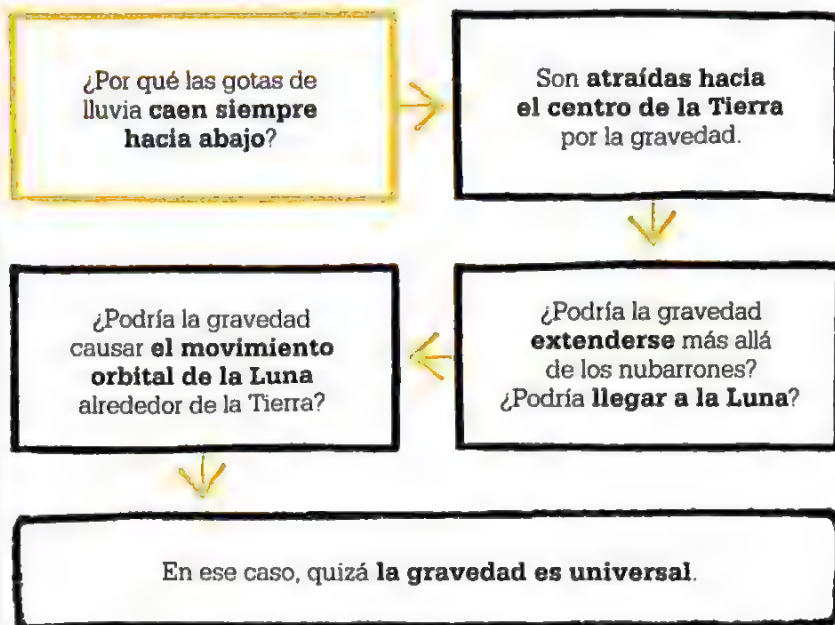 ¿Por qué las gotas de
lluvia caen siempre
hacia abajo?
Son atraídas hacia
el centro de la Tierra
por la gravedad.
¿Podría la gravedad
extenderse más allá
de los nubarrones?
¿Podría llegar a la Luna?
¿Podría la gravedad
causar el movimiento
orbital de la Luna
alrededor de la Tierra?
En ese caso, quizá la gravedad es universal.